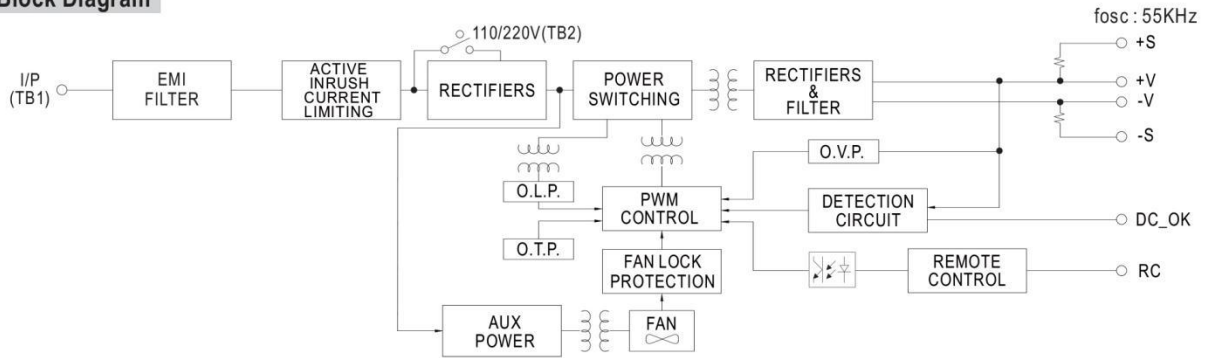 Block Diagram
fosc : 55KHz
110/220V(TB2)
+S
I/P
(TB1)
EMI
FILTER
ACTIVE
INRUSH
CURRENT
LIMITING
RECTIFIERS
POWER
SWITCHING
RECTIFIERS
&
FILTER
+V
-V
-S
O.V.P.
O.L.P.
PWM
CONTROL
DETECTION
CIRCUIT
DC_OK
O.T.P.
FAN LOCK
PROTECTION
REMOTE
CONTROL
RC
AUX
POWER
FAN